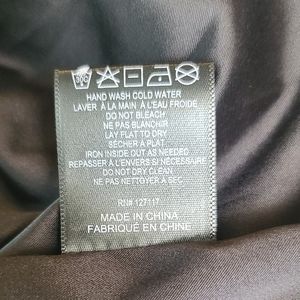 HAND WASH COLD WATER
LAVER À LA MAIN À L'EAU FROIDE
DO NOT BLEACH
NE PAS BLANCHIR
LAY FLAT TO DRY
SÉCHER À PLAT
IRON INSIDE OUT AS NEEDED
REPASSER À L'ENVERS SI NÉCESSAIRE
DO NOT DRY CLEAN
NE PAS NETTOYER À SEC
RN# 127117
MADE IN CHINA
FABRIQUÉ EN CHINE